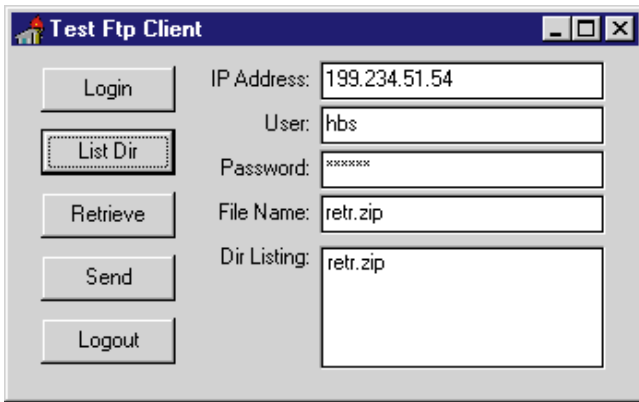 Test Ftp Client
Login
IP Address: 199.234.51.54
User: hbs
List Dir
Password: ******
Retrieve
File Name: retr.zip
Dir Listing: retr.zip
Send
Logout